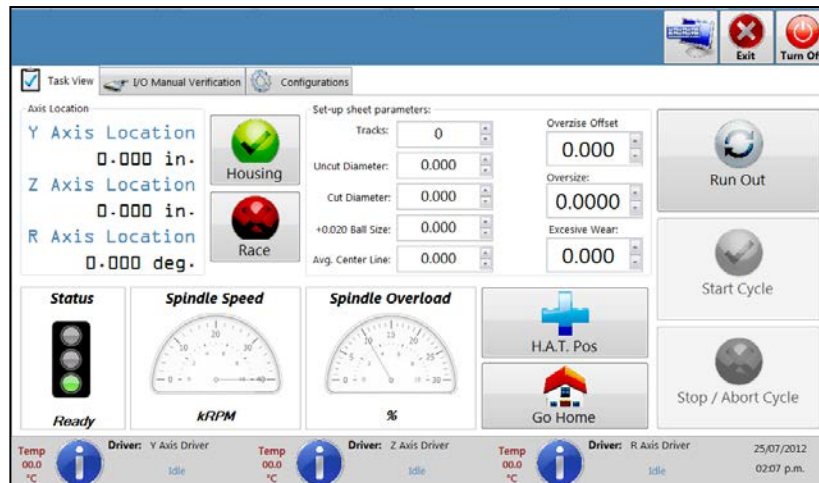 Exit
Turn Off
Task View
I/O Manual Verification
Configurations
Axis Location
Y Axis Location
0.000 in.
Z Axis Location
0.000 in.
R Axis Location
0.000 deg.
Housing
Race
Set-up sheet parameters:
Tracks: 0
Uncut Diameter: 0.000
Cut Diameter: 0.000
+0.020 Ball Size: 0.000
Avg. Center Line: 0.000
Overzise Offset
0.000
Oversize:
0.0000
Excesive Wear:
0.000
Run Out
Start Cycle
Stop / Abort Cycle
Status
Ready
Spindle Speed
kRPM
Spindle Overload
%
H.A.T. Pos
Go Home
Temp
00.0
°C
Driver: Y Axis Driver
Idle
Temp
00.0
°C
Driver: Z Axis Driver
Idle
Temp
00.0
°C
Driver: R Axis Driver
Idle
25/07/2012
02:07 p.m.